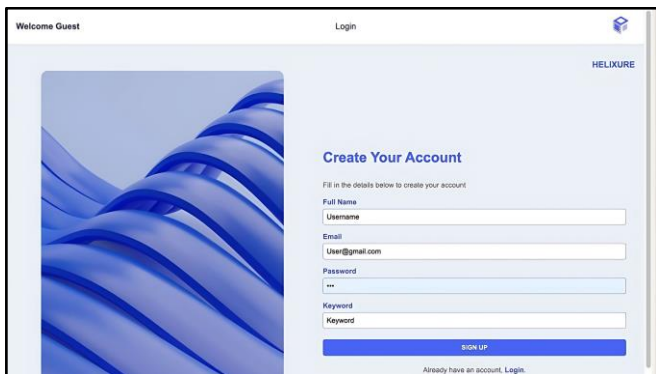 Welcome Guest
Login
HELIXURE
Create Your Account
Fill in the details below to create your account
Full Name
Username
Email
User@gmail.com
Password
•••
Keyword
Keyword
SIGN UP
Already have an account, Login.